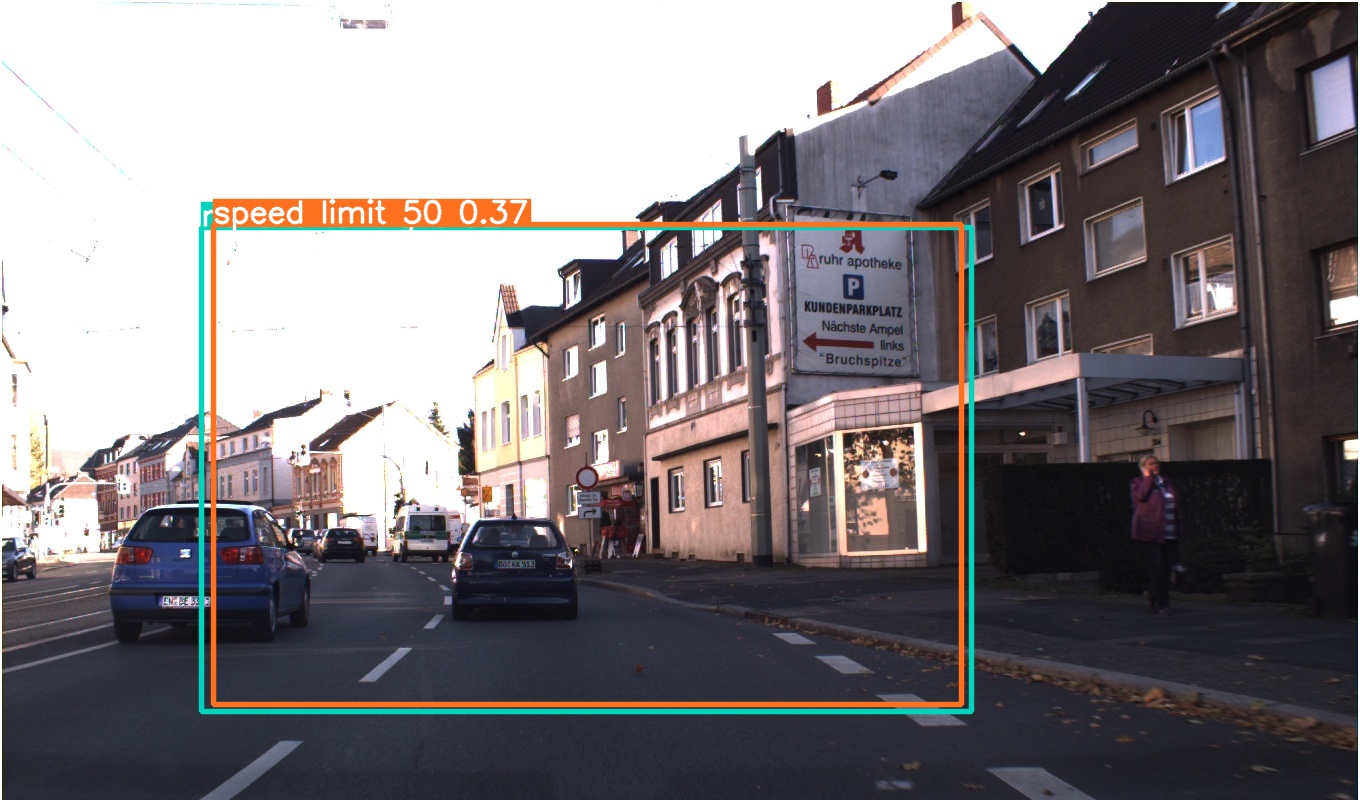 rspeed limit 50 0.37
ruhr apotheke
P
KUNDENPARKPLATZ
Nächste Ampel
links
"Bruchspitze"